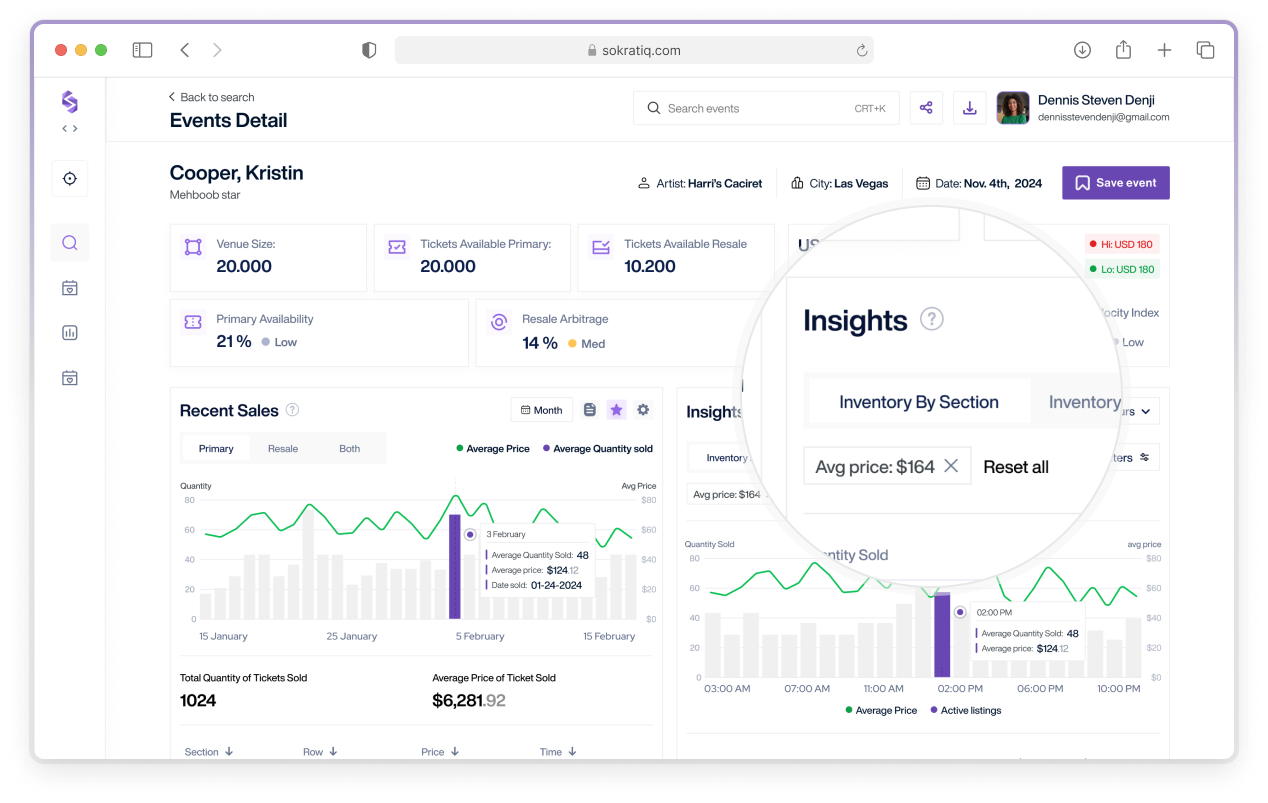 sokratiq.com
Back to search
Events Detail
Search events
CRT+K
Dennis Steven Denji
dennisstevendenji@gmail.com
Cooper, Kristin
Mehboob star
Artist: Harri's Caciret
City: Las Vegas
Date: Nov. 4th, 2024
Save event
Venue Size:
20.000
Tickets Available Primary:
20.000
Tickets Available Resale
10.200
US
Hi: USD 180
Lo: USD 180
Primary Availability
21 % Low
Resale Arbitrage
14 % Med
ocity Index
Low
Insights ?
Inventory By Section
Inventory
Avg price: $164
Reset all
ntity Sold
Recent Sales ?
Month
Primary
Resale
Both
Average Price
Average Quantity sold
Quantity
Avg Price
80
60
40
20
0
$80
$60
$40
$20
$0
3 February
Average Quantity Sold: 48
Average price: $124.12
Date sold: 01-24-2024
15 January
25 January
5 February
15 February
Total Quantity of Tickets Sold
1024
Average Price of Ticket Sold
$6,281.92
Section
Row
Price
Time
Insights
urs
Inventory
ters
Avg price: $164
Quantity Sold
avg price
80
60
40
20
0
$80
$60
$40
$20
$0
02:00 PM
Average Quantity Sold: 48
Average price: $124.12
03:00 AM
07:00 AM
11:00 AM
02:00 PM
06:00 PM
10:00 PM
Average Price
Active listings